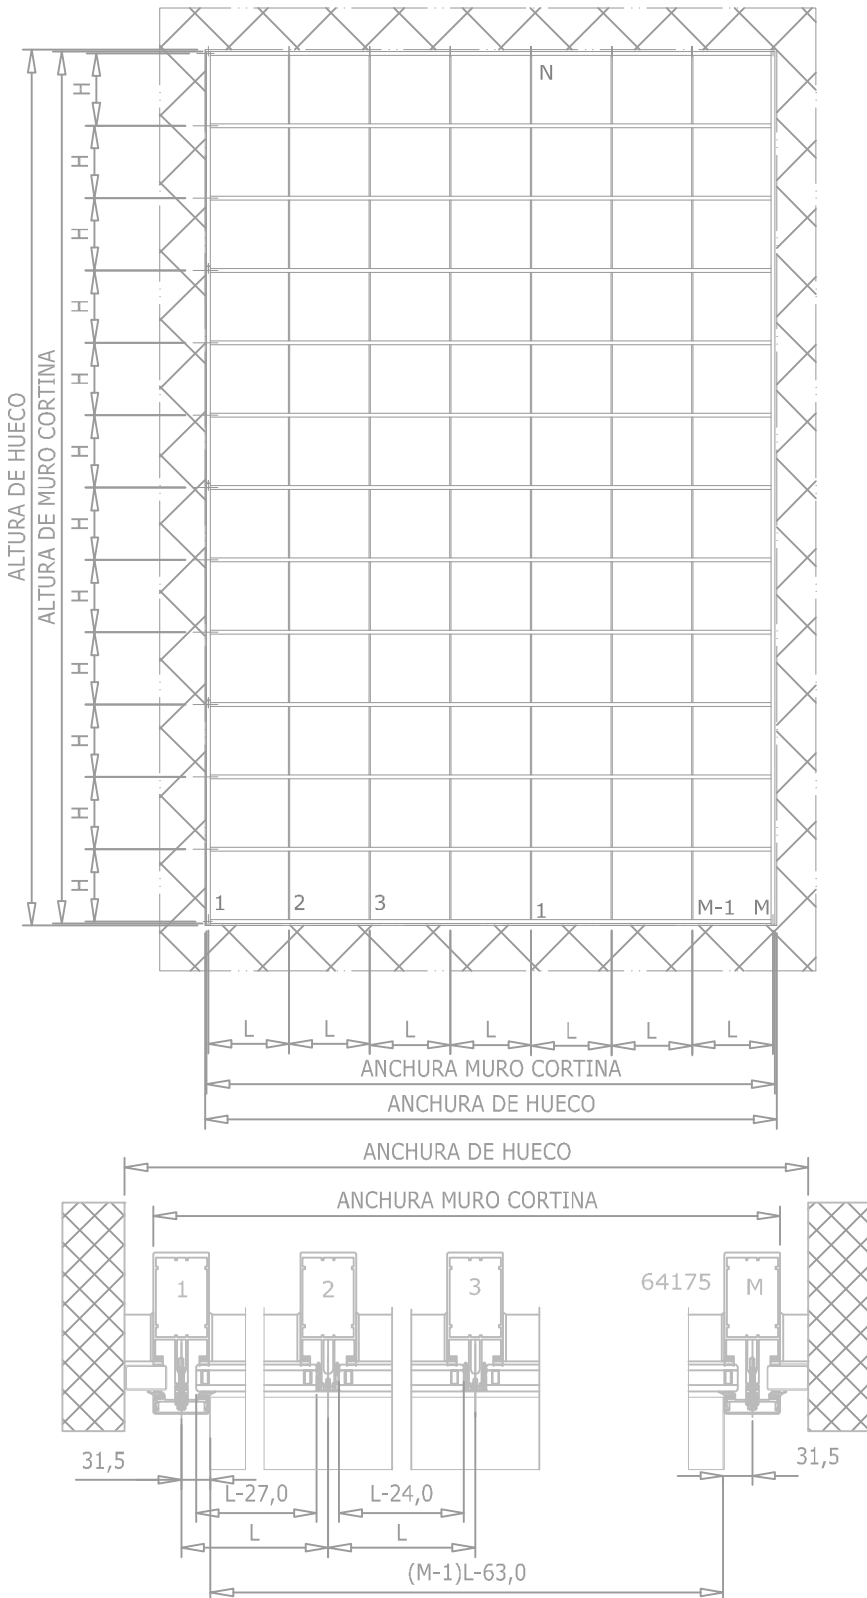 N
H
H
H
H
H
H
H
H
H
H
H
H
ALTURA DE HUECO
ALTURA DE MURO CORTINA
1 2 3 1 M-1 M
L L L L L L L
ANCHURA MURO CORTINA
ANCHURA DE HUECO
ANCHURA DE HUECO
ANCHURA MURO CORTINA
1 2 3 64175 M
31,5 31,5
L-27,0 L-24,0
L L
(M-1)L-63,0